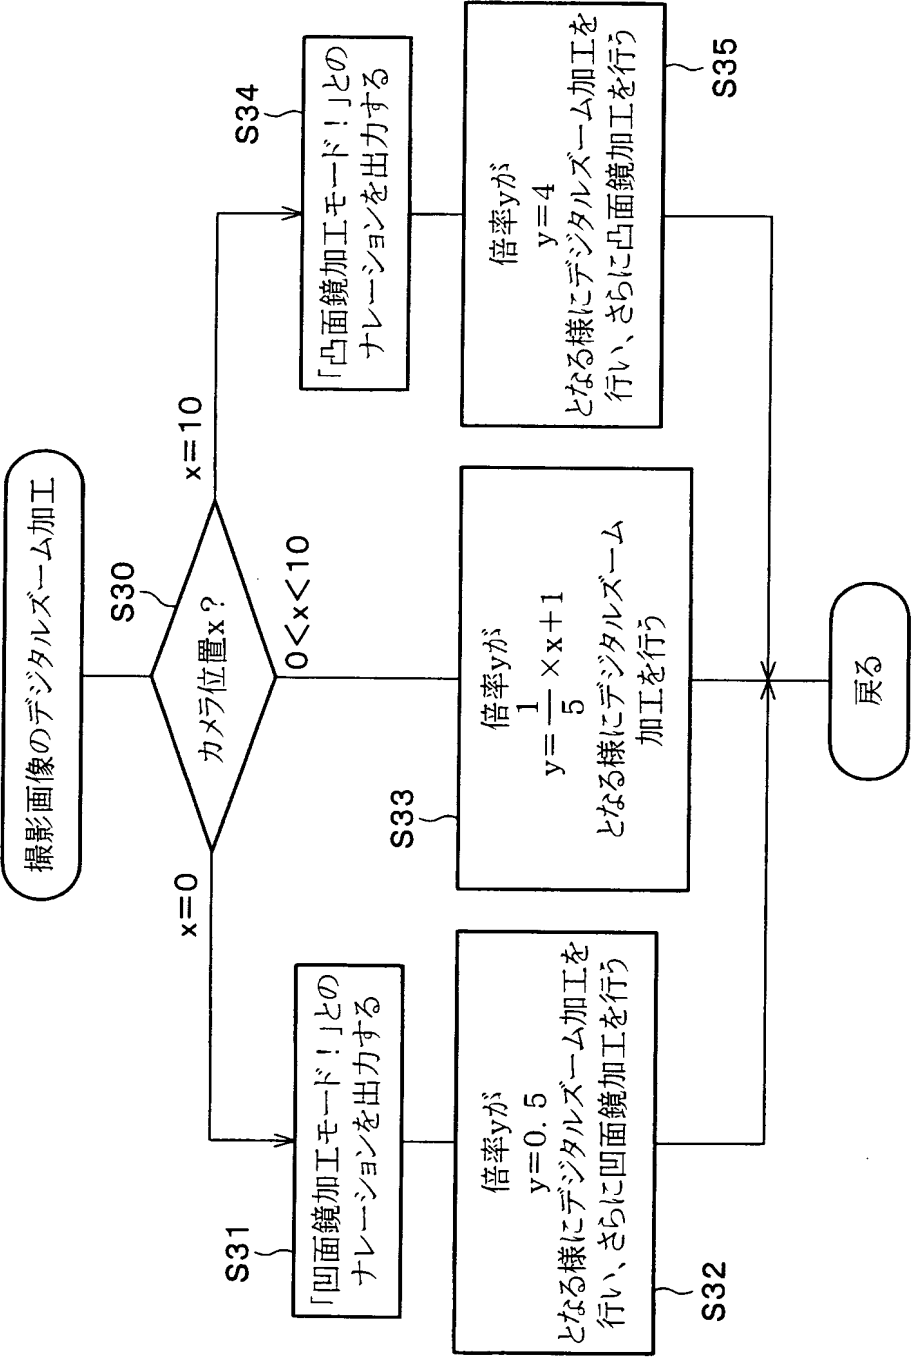 撮影画像のデジタルズーム加工
S30
カメラ位置x？
x=0
0<x<10
x=10
S31
「凹面鏡加工モード！」との
ナレーションを出力する
S34
「凸面鏡加工モード！」との
ナレーションを出力する
倍率yが
y=0. 5
となる様にデジタルズーム加工を
行い、さらに凹面鏡加工を行う
S32
S33
倍率yが
y=1/5×x+1
となる様にデジタルズーム
加工を行う
倍率yが
y=4
となる様にデジタルズーム加工を
行い、さらに凸面鏡加工を行う
S35
戻る